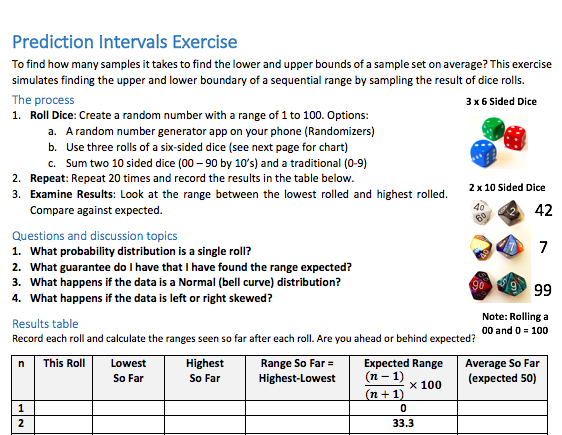 Prediction Intervals Exercise
To find how many samples it takes to find the lower and upper bounds of a sample set on average? This exercise
simulates finding the upper and lower boundary of a sequential range by sampling the result of dice rolls.
The process
1. Roll Dice: Create a random number with a range of 1 to 100. Options:
a. A random number generator app on your phone (Randomizers)
b. Use three rolls of a six-sided dice (see next page for chart)
c. Sum two 10 sided dice (00 – 90 by 10's) and a traditional (0-9)
2. Repeat: Repeat 20 times and record the results in the table below.
3. Examine Results: Look at the range between the lowest rolled and highest rolled.
Compare against expected.
3 x 6 Sided Dice
2 x 10 Sided Dice
40
60
2
42
7
7
90
9
99
Note: Rolling a
00 and 0 = 100
Questions and discussion topics
1. What probability distribution is a single roll?
2. What guarantee do I have that I have found the range expected?
3. What happens if the data is a Normal (bell curve) distribution?
4. What happens if the data is left or right skewed?
Results table
Record each roll and calculate the ranges seen so far after each roll. Are you ahead or behind expected?
n This Roll Lowest So Far Highest So Far Range So Far = Highest-Lowest Expected Range (n − 1)/(n + 1) × 100 Average So Far (expected 50)
1 0
2 33.3